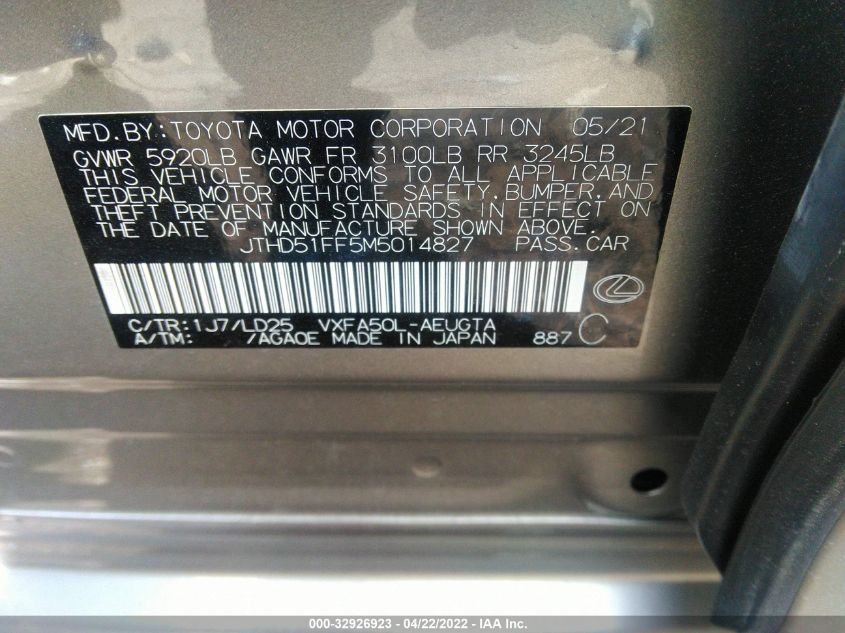 MFD.BY:TOYOTA MOTOR CORPORATION 05/21
GVWR 5920LB GAWR FR 3100LB RR 3245LB
THIS VEHICLE CONFORMS TO ALL APPLICABLE
FEDERAL MOTOR VEHICLE SAFETY,BUMPER,AND
THEFT PREVENTION STANDARDS IN EFFECT ON
THE DATE OF MANUFACTURE SHOWN ABOVE.
JTHD51FF5M5014827 PASS.CAR
C/TR:1J7/LD25 VXFA50L-AEUGTA
A/TM: /AGA0E MADE IN JAPAN 887 C
000-32926923 - 04/22/2022 - IAA Inc.